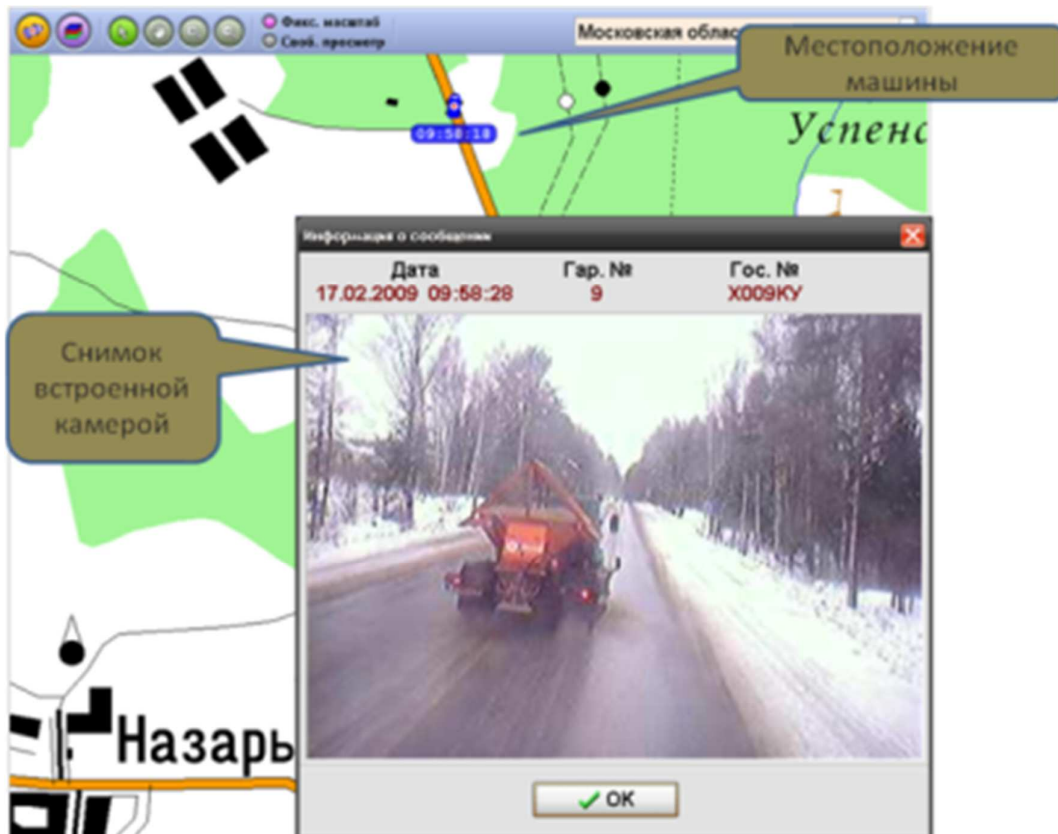 Фикс. масштаб
Своб. просмотр
Московская облас
Местоположение
машины
09:58:18
Успенс
Информация о сообщении
Дата Гар. № Гос. №
17.02.2009 09:58:28 9 Х009КУ
Снимок
встроенной
камерой
Назарь
OK